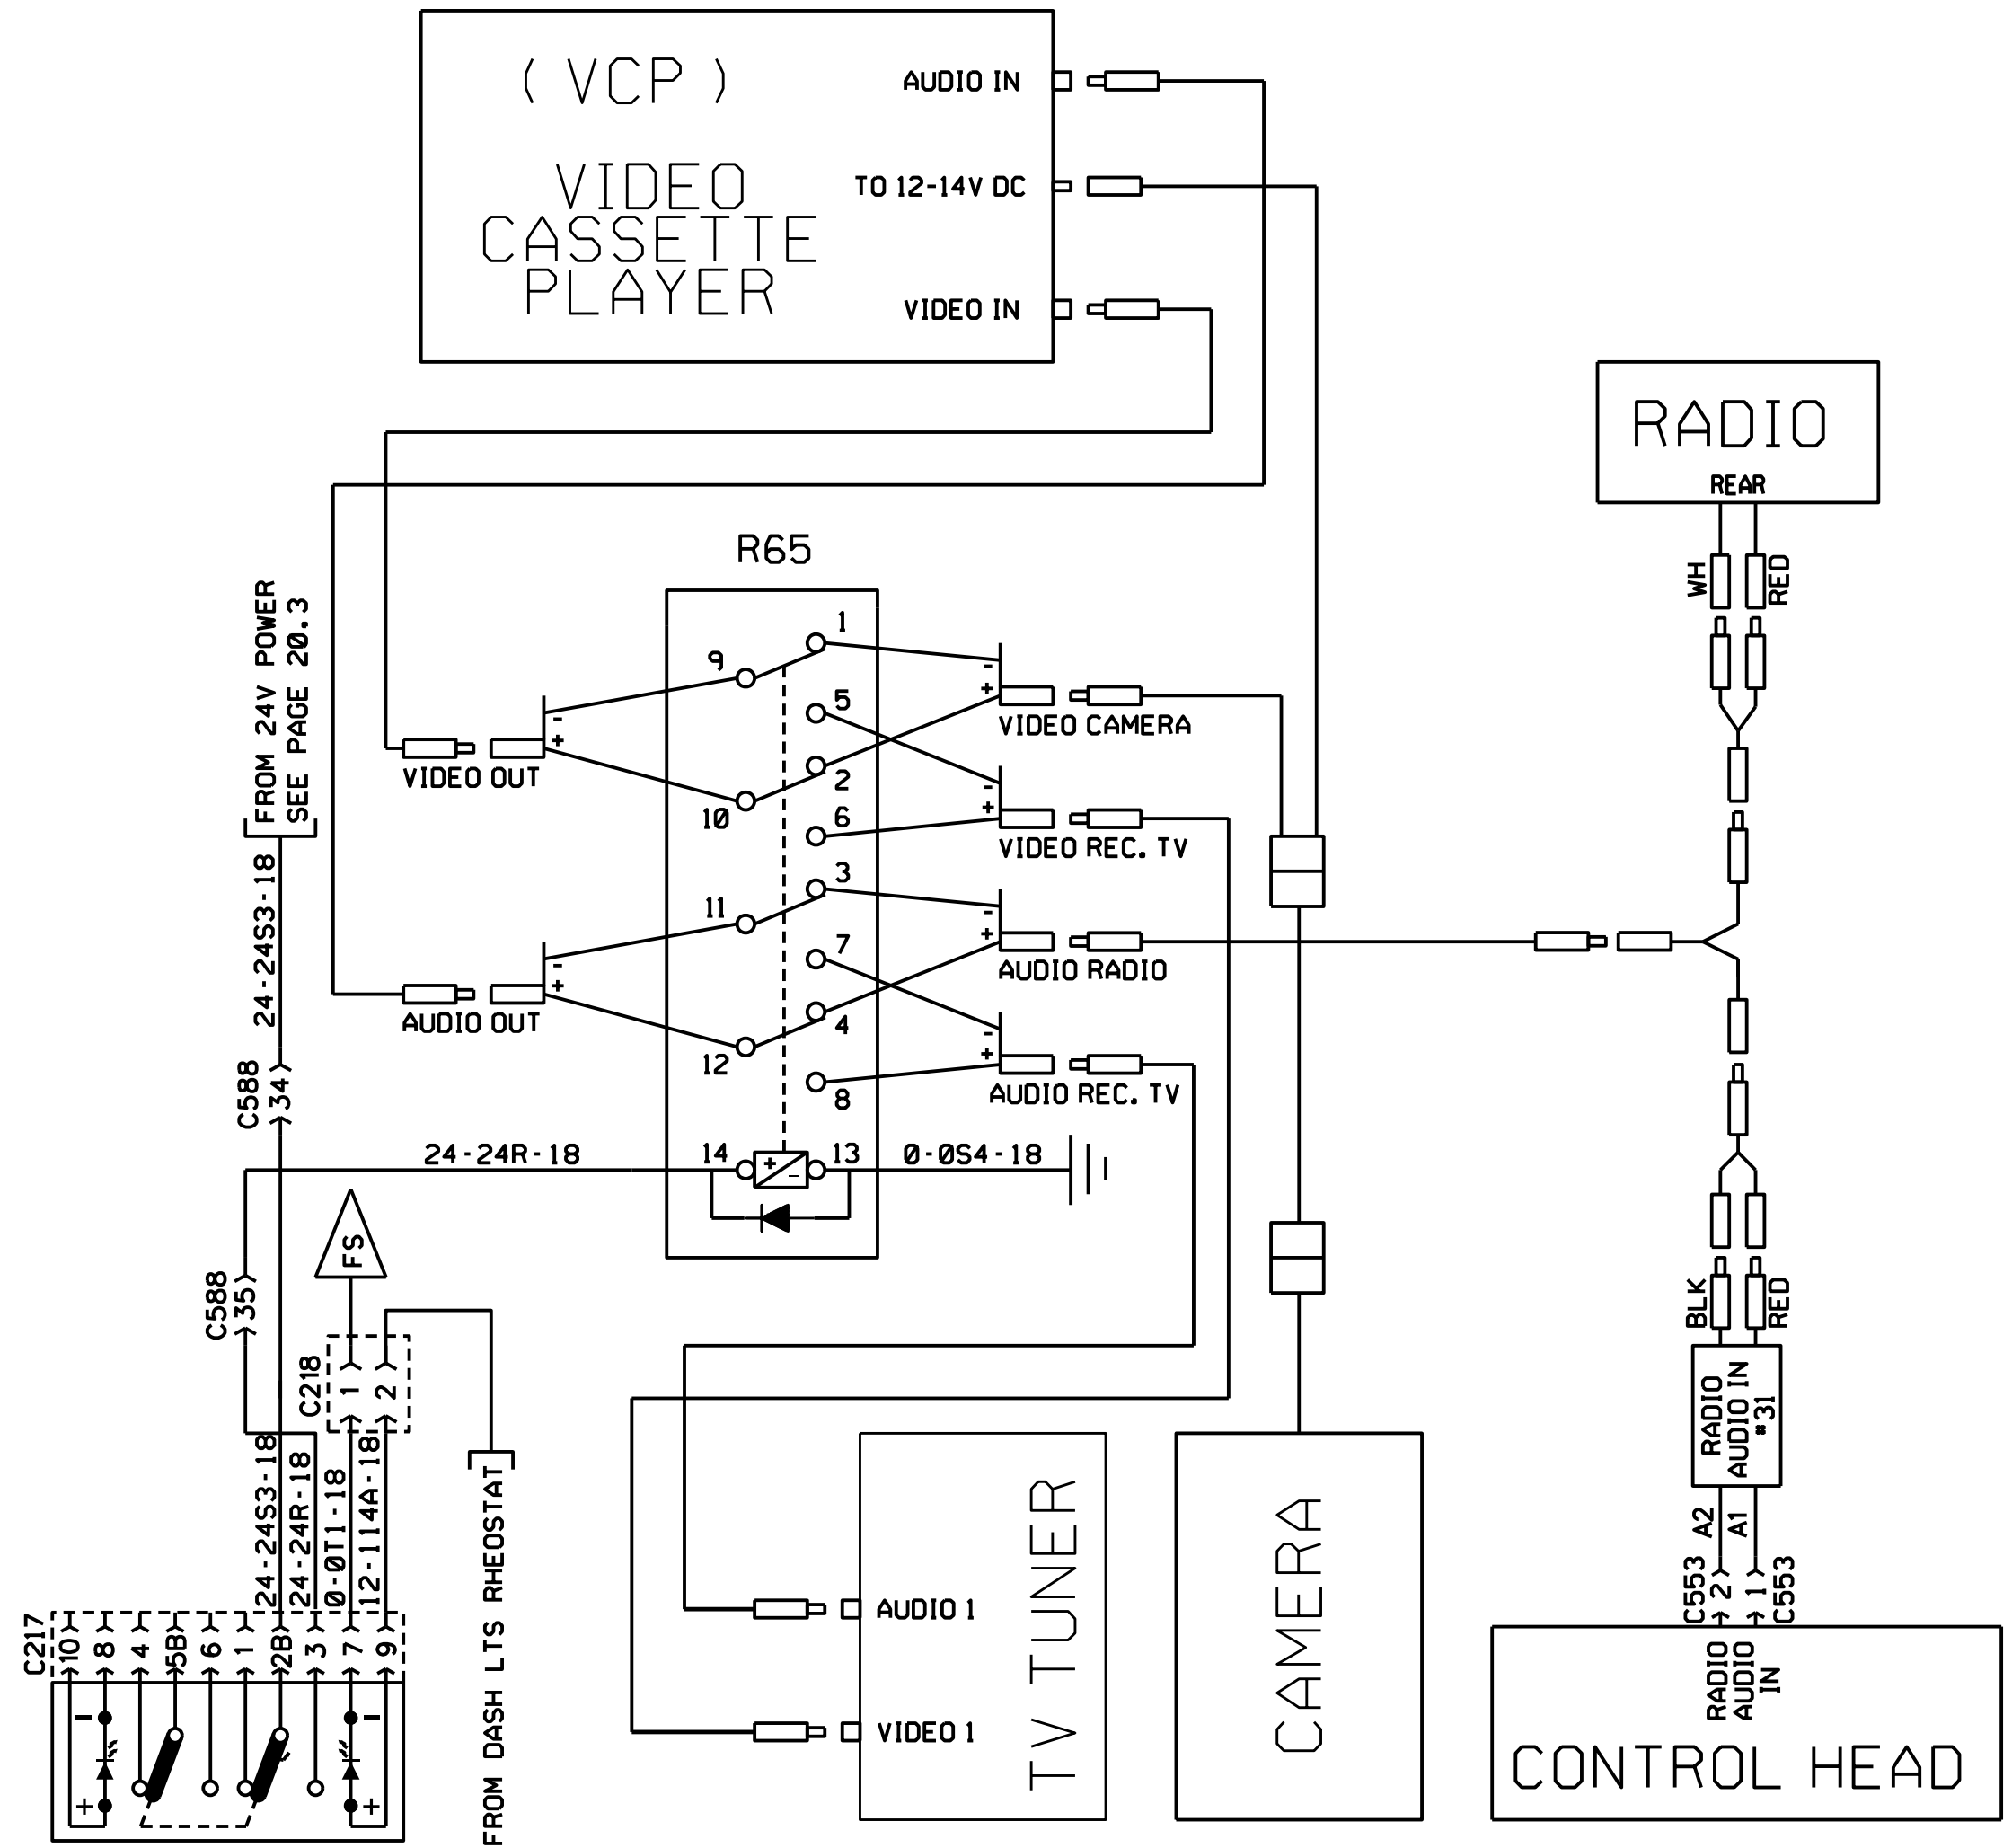 ( VCP )
VIDEO
CASSETTE
PLAYER
AUDIO IN
TO 12-14V DC
VIDEO IN
RADIO
REAR
WH
RED
R65
FROM 24V POWER
SEE PAGE 20.3
24-24S3-18
C588
34
9
1
5
2
10
6
3
11
7
4
12
8
-
+
VIDEO OUT
-
+
AUDIO OUT
-
+
VIDEO CAMERA
-
+
VIDEO REC. TV
-
+
AUDIO RADIO
-
+
AUDIO REC. TV
24-24R-18
14
+
-
13
0-0S4-18
FS
C588
35
C218
1
2
24-24S3-18
24-24R-18
0-0T1-18
12-114A-18
FROM DASH LTS RHEOSTAT
C217
10
8
4
5B
6
1
2B
3
7
9
-
-
+
+
AUDIO 1
VIDEO 1
TV TUNER
CAMERA
BLK
RED
RADIO
AUDIO IN
#31
A2
A1
C553
2
1
C553
RADIO
AUDIO
IN
CONTROL HEAD